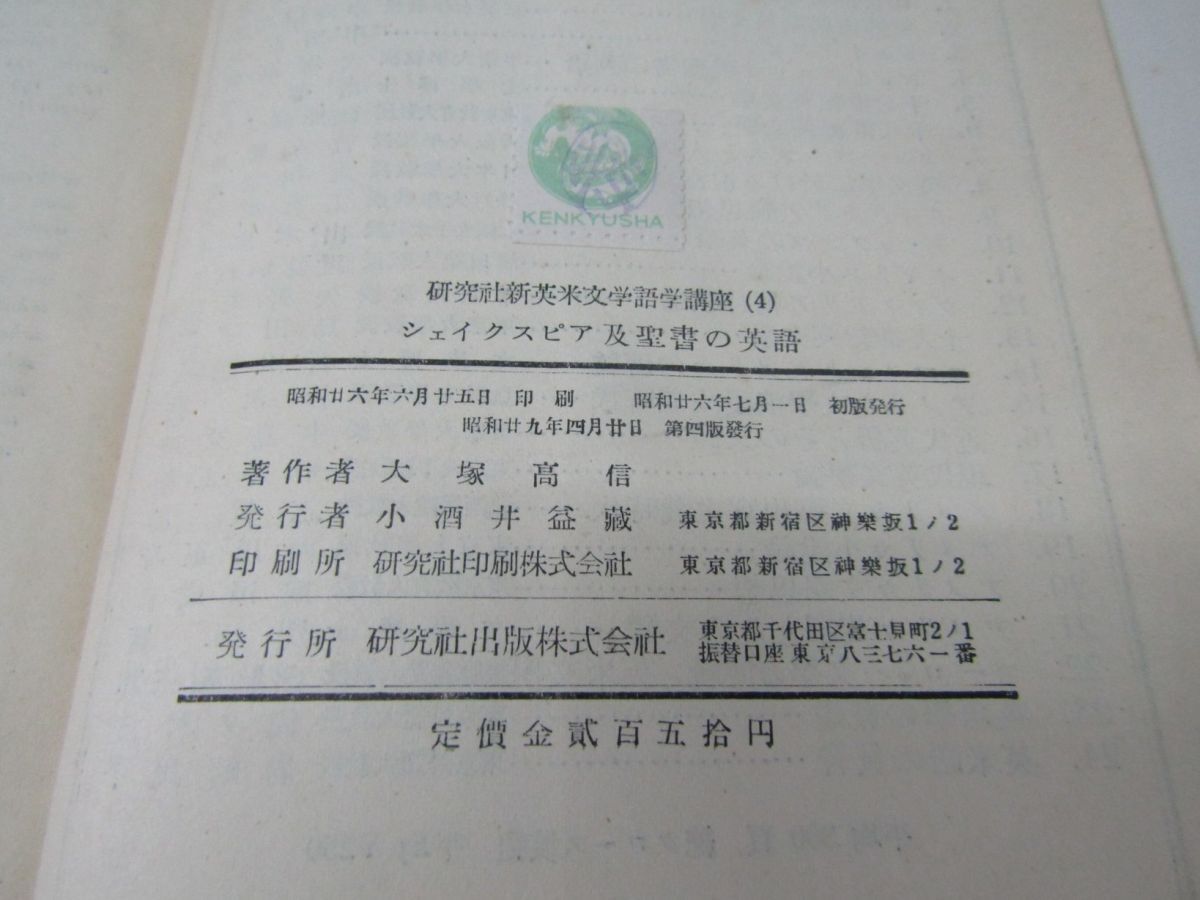 KENKYUSHA
研究社新英米文学語学講座 (4)
シェイクスピア及聖書の英語
昭和廿六年六月廿五日 印刷 昭和廿六年七月一日 初版発行
昭和廿九年四月廿日 第四版發行
著作者 大塚高信
発行者 小酒井益藏 東京都新宿区神樂坂1ノ2
印刷所 研究社印刷株式会社 東京都新宿区神樂坂1ノ2
発行所 研究社出版株式会社 東京都千代田区富士見町2ノ1
振替口座東京八三七六一番
定價金貳百五拾円